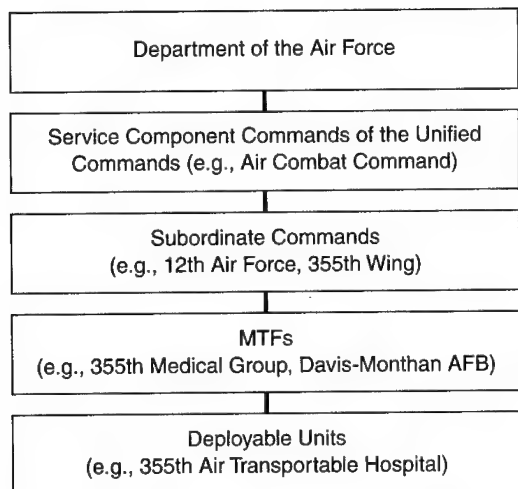 Department of the Air Force
Service Component Commands of the Unified
Commands (e.g., Air Combat Command)
Subordinate Commands
(e.g., 12th Air Force, 355th Wing)
MTFs
(e.g., 355th Medical Group, Davis-Monthan AFB)
Deployable Units
(e.g., 355th Air Transportable Hospital)